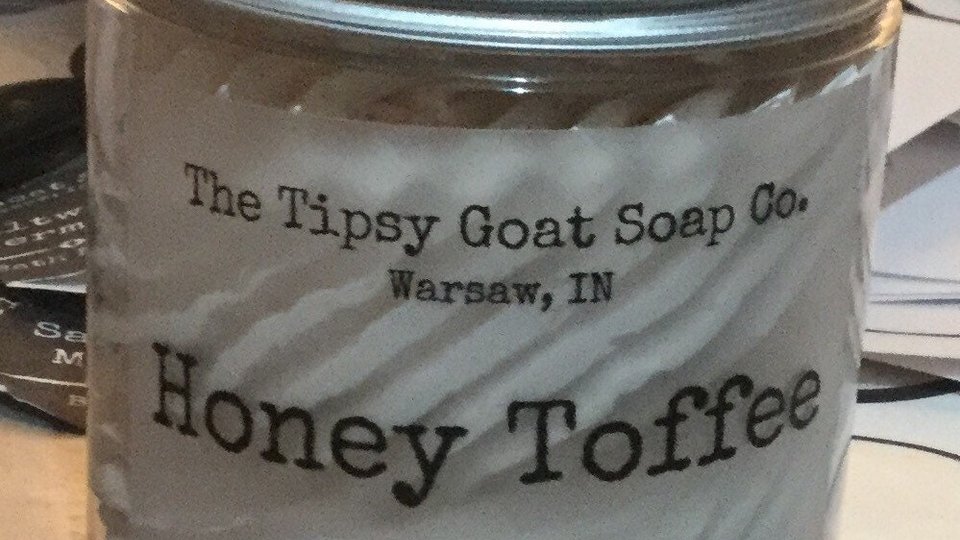 The Tipsy Goat Soap Co.
Warsaw, IN
Honey Toffee